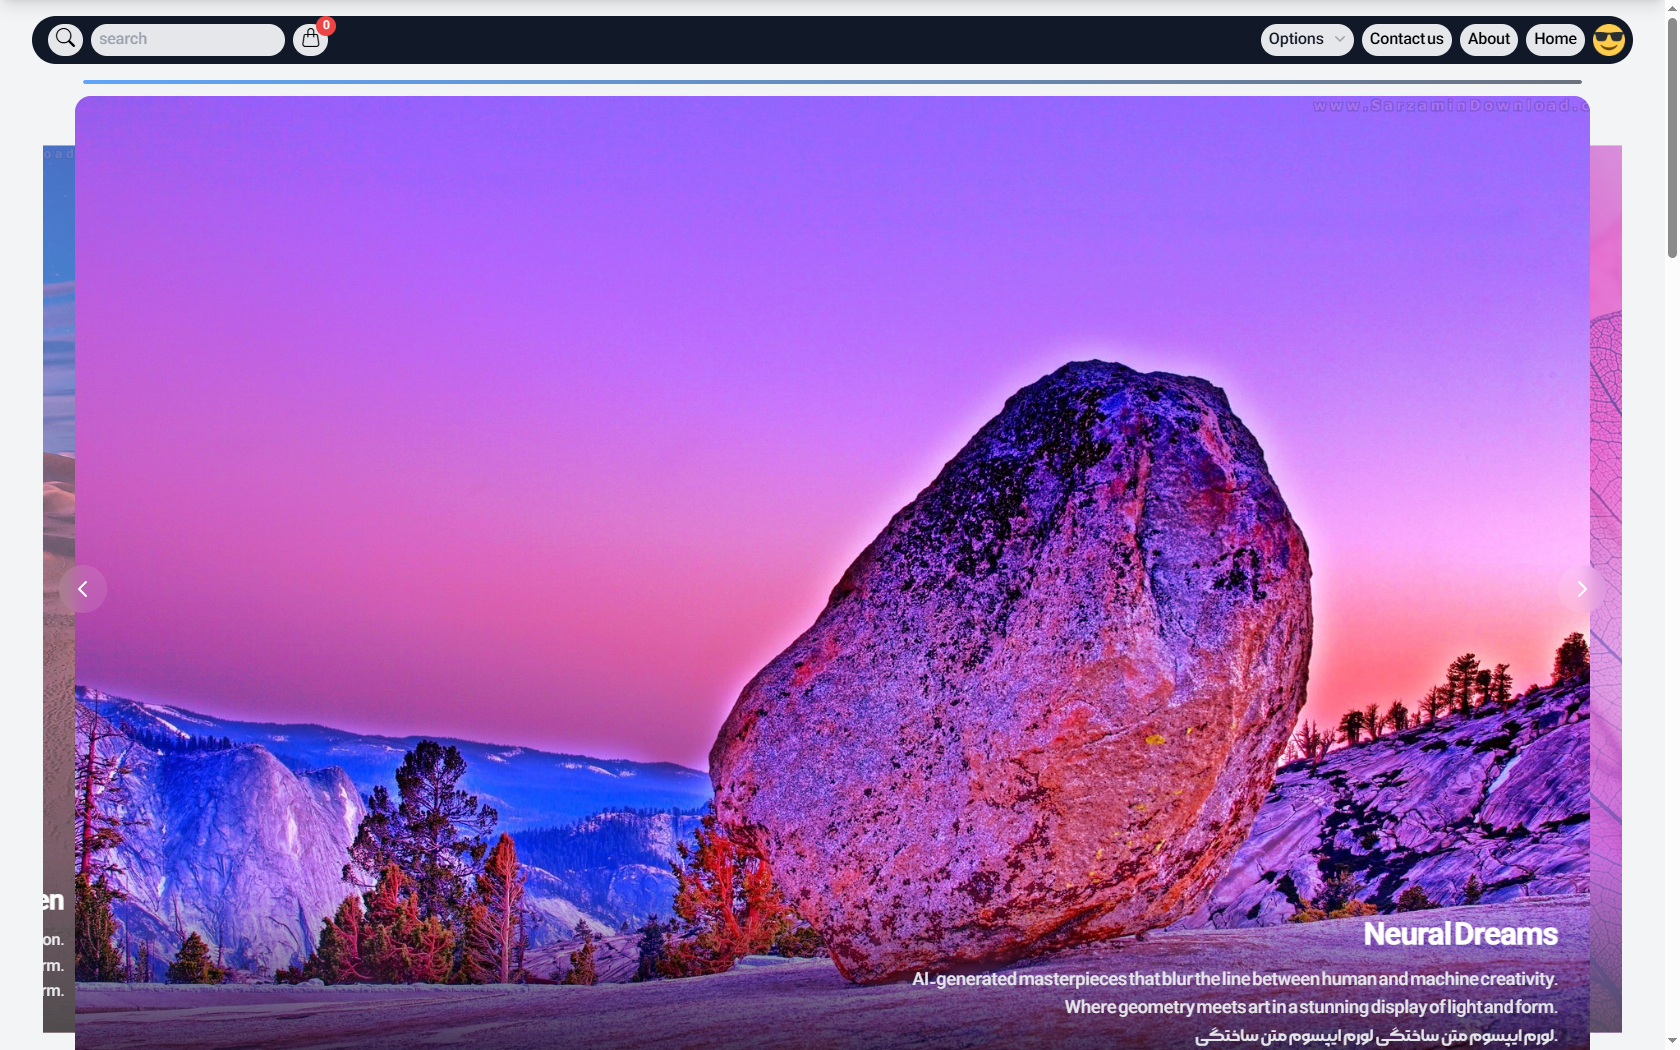 search
0
Options
Contact us
About
Home
www.SarzaminDownload.c
oad
en
on.
rm.
rm.
Neural Dreams
AI-generated masterpieces that blur the line between human and machine creativity.
Where geometry meets art in a stunning display of light and form.
لورم ایپسوم متن ساختگی لورم ایپسوم متن ساختگی.